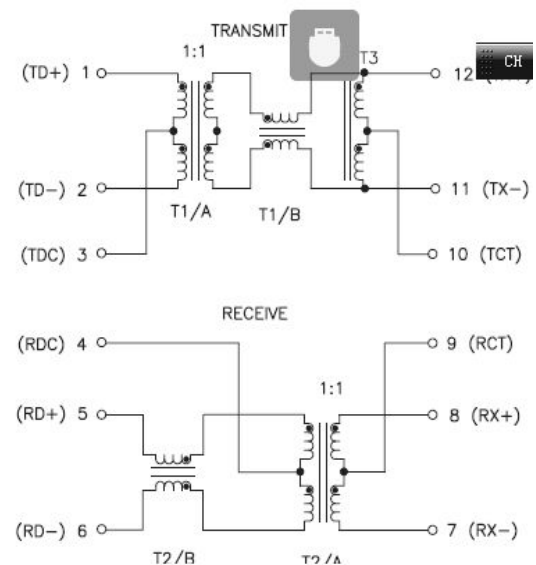 TRANSMIT
1:1
T3
(TD+) 1
12
CH
(TD-) 2
11 (TX-)
T1/A
T1/B
(TDC) 3
10 (TCT)
RECEIVE
(RDC) 4
9 (RCT)
1:1
(RD+) 5
8 (RX+)
(RD-) 6
7 (RX-)
T2/B
T2/A